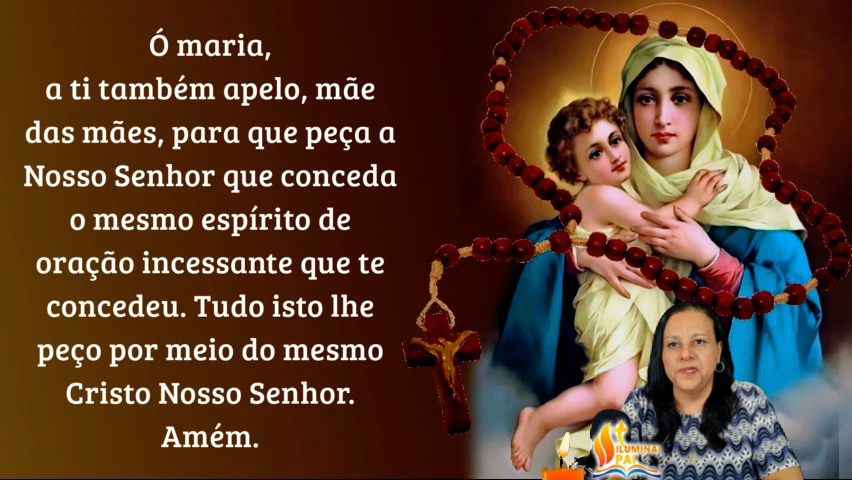 Ó maria,
a ti também apelo, mãe
das mães, para que peça a
Nosso Senhor que conceda
o mesmo espírito de
oração incessante que te
concedeu. Tudo isto lhe
peço por meio do mesmo
Cristo Nosso Senhor.
Amém.
ILUMINA